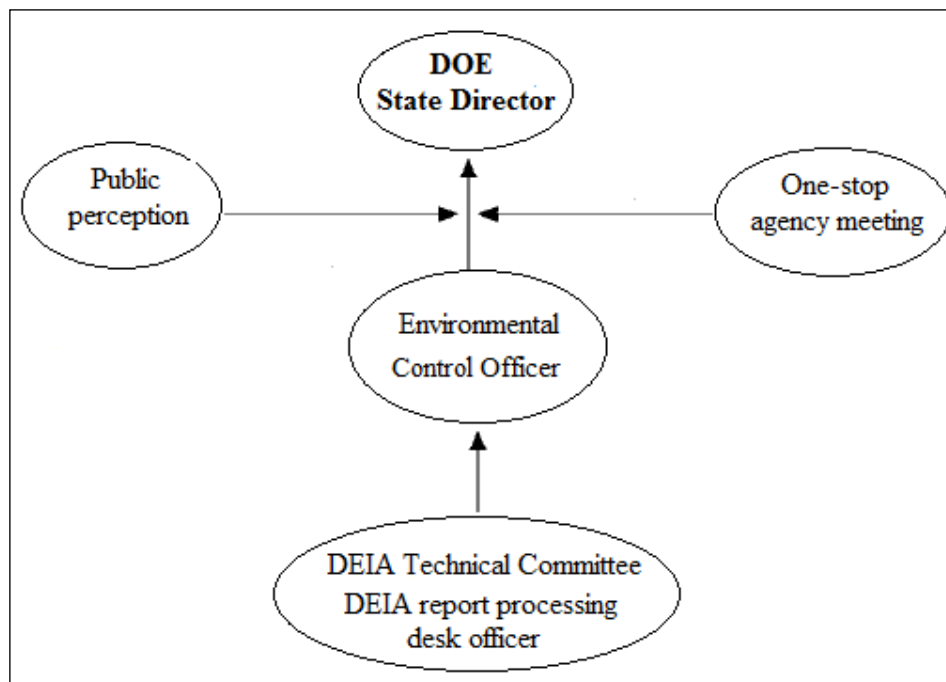 DOE
State Director
Public
perception
One-stop
agency meeting
Environmental
Control Officer
DEIA Technical Committee
DEIA report processing
desk officer